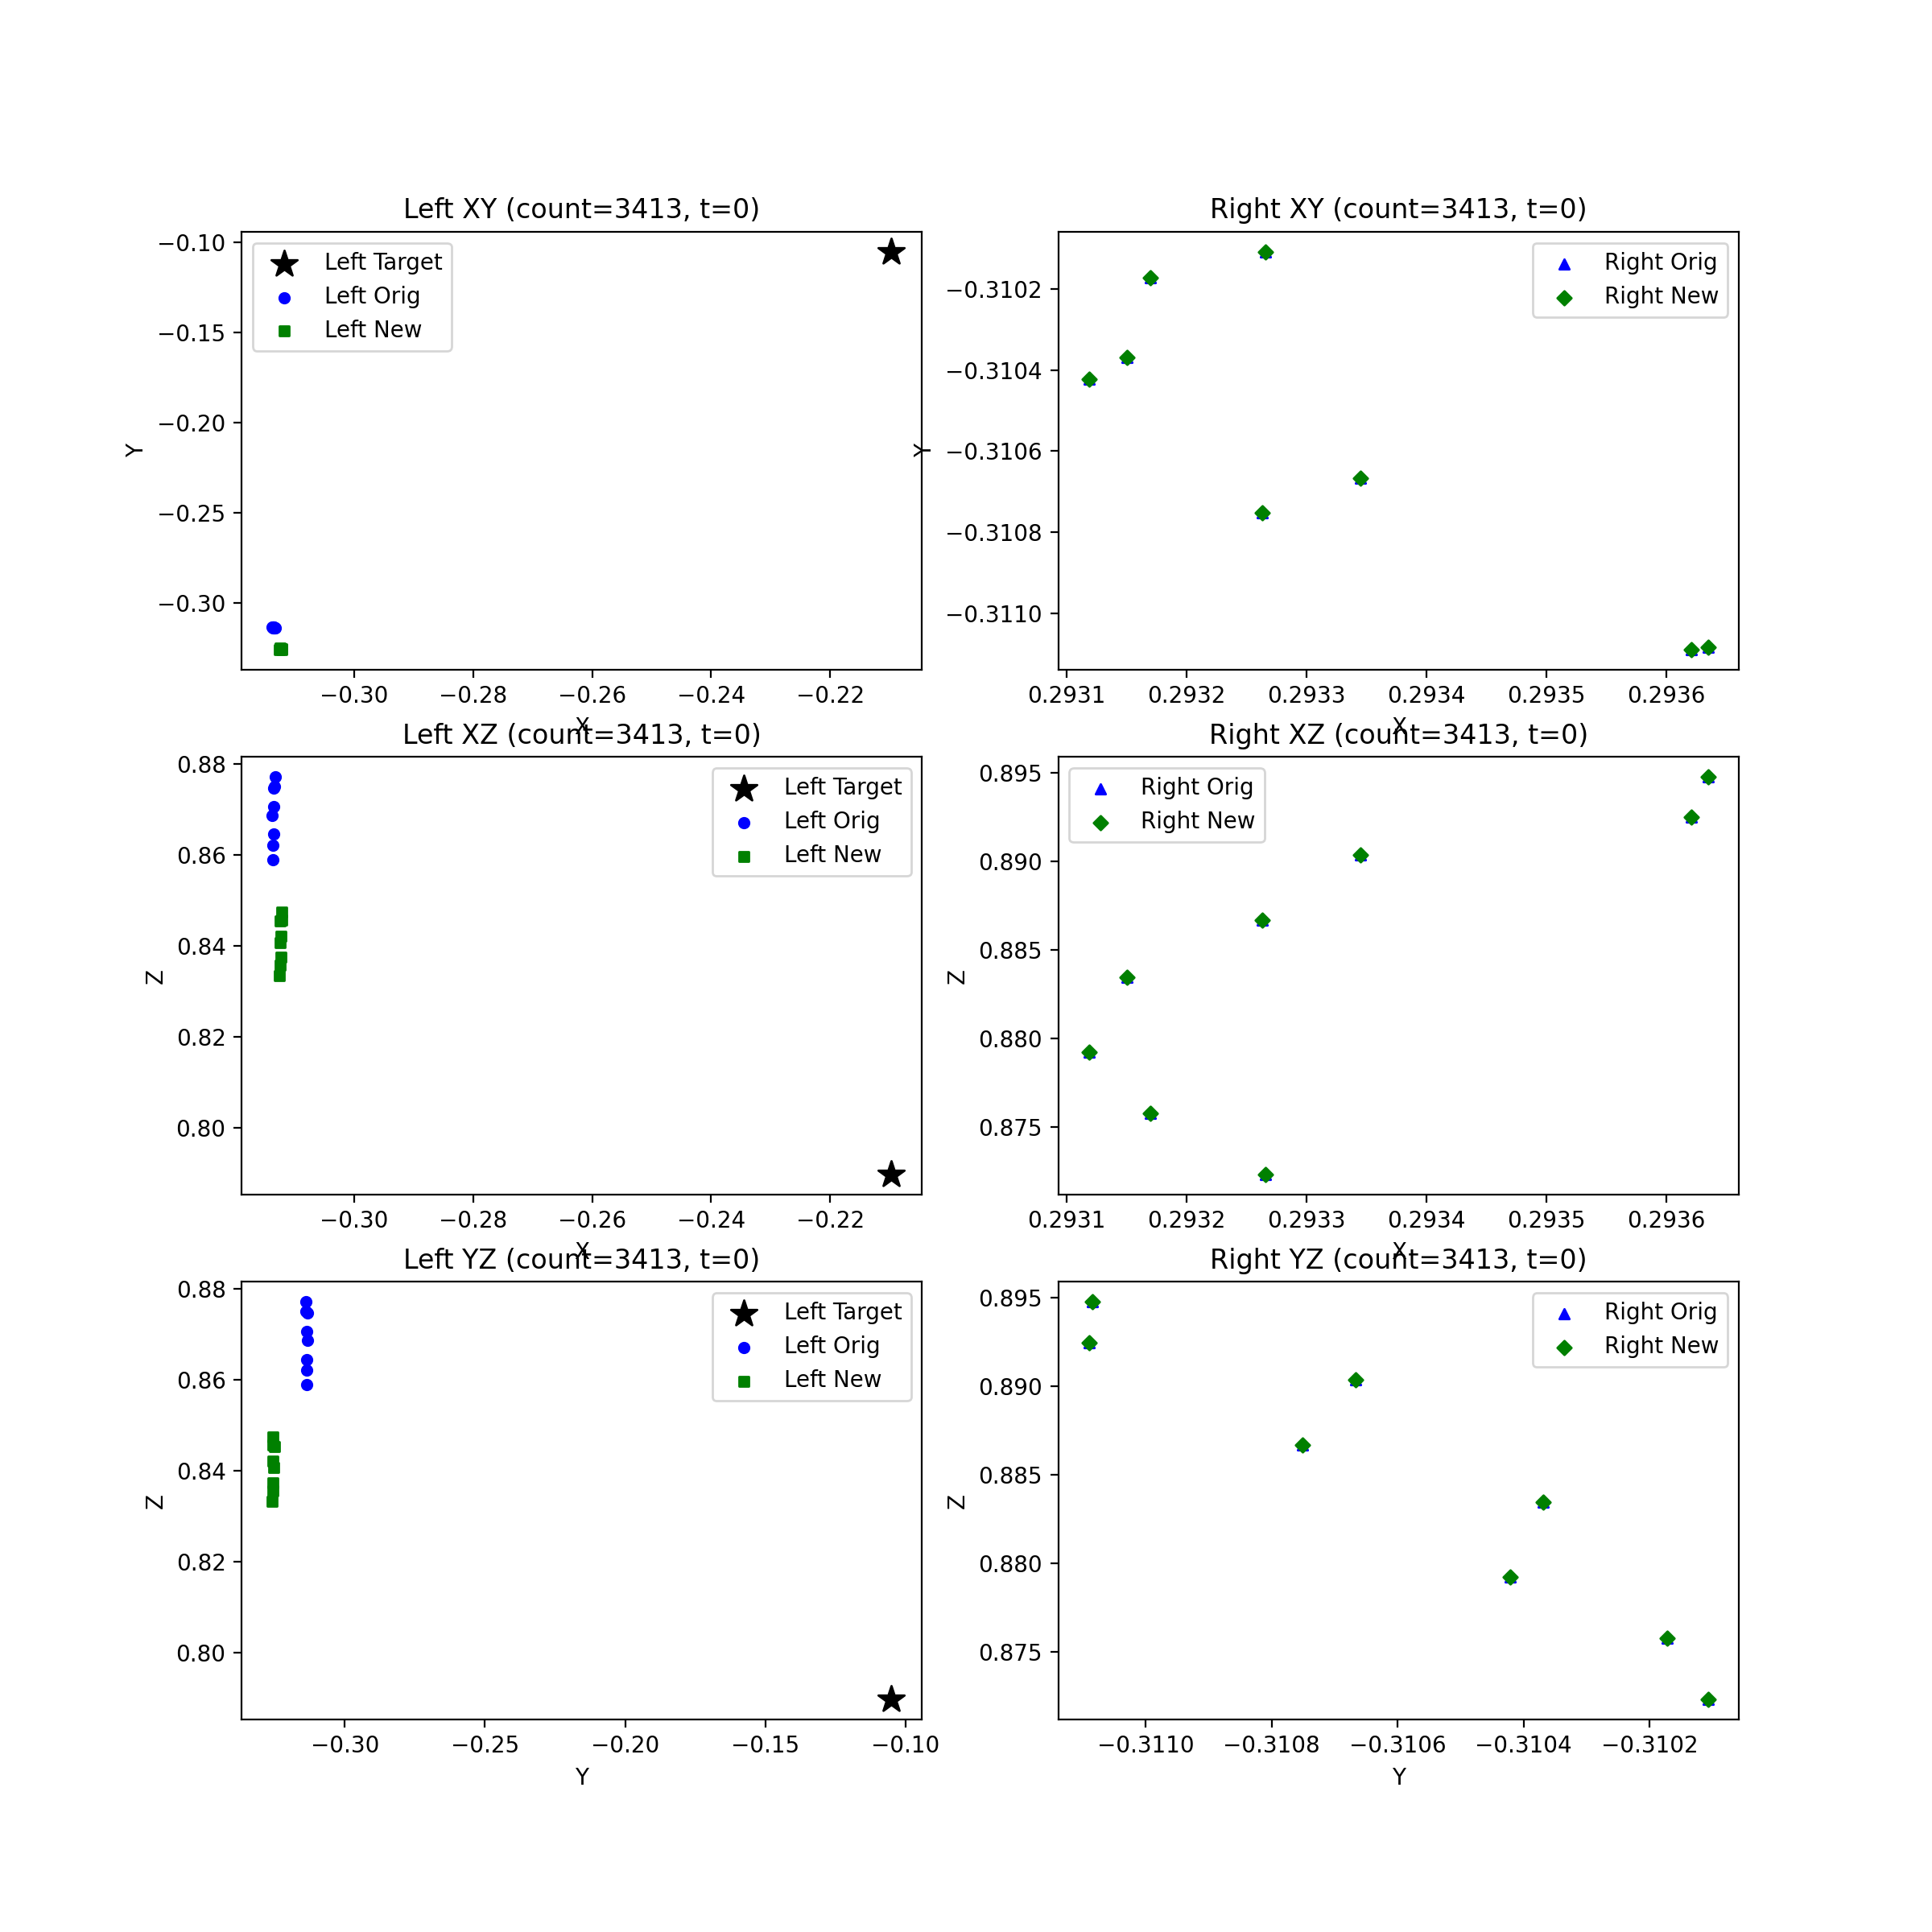 Left XY (count=3413, t=0)
Right XY (count=3413, t=0)
−0.10
−0.15
−0.20
−0.25
−0.30
Y
Left Target
Left Orig
Left New
−0.30
−0.28
−0.26
−0.24
−0.22
X
−0.3102
−0.3104
−0.3106
−0.3108
−0.3110
Y
Right Orig
Right New
0.2931
0.2932
0.2933
0.2934
0.2935
0.2936
X
Left XZ (count=3413, t=0)
Right XZ (count=3413, t=0)
0.88
0.86
0.84
0.82
0.80
Z
Left Target
Left Orig
Left New
−0.30
−0.28
−0.26
−0.24
−0.22
X
0.895
0.890
0.885
0.880
0.875
Z
Right Orig
Right New
0.2931
0.2932
0.2933
0.2934
0.2935
0.2936
X
Left YZ (count=3413, t=0)
Right YZ (count=3413, t=0)
0.88
0.86
0.84
0.82
0.80
Z
Left Target
Left Orig
Left New
−0.30
−0.25
−0.20
−0.15
−0.10
Y
0.895
0.890
0.885
0.880
0.875
Z
Right Orig
Right New
−0.3110
−0.3108
−0.3106
−0.3104
−0.3102
Y